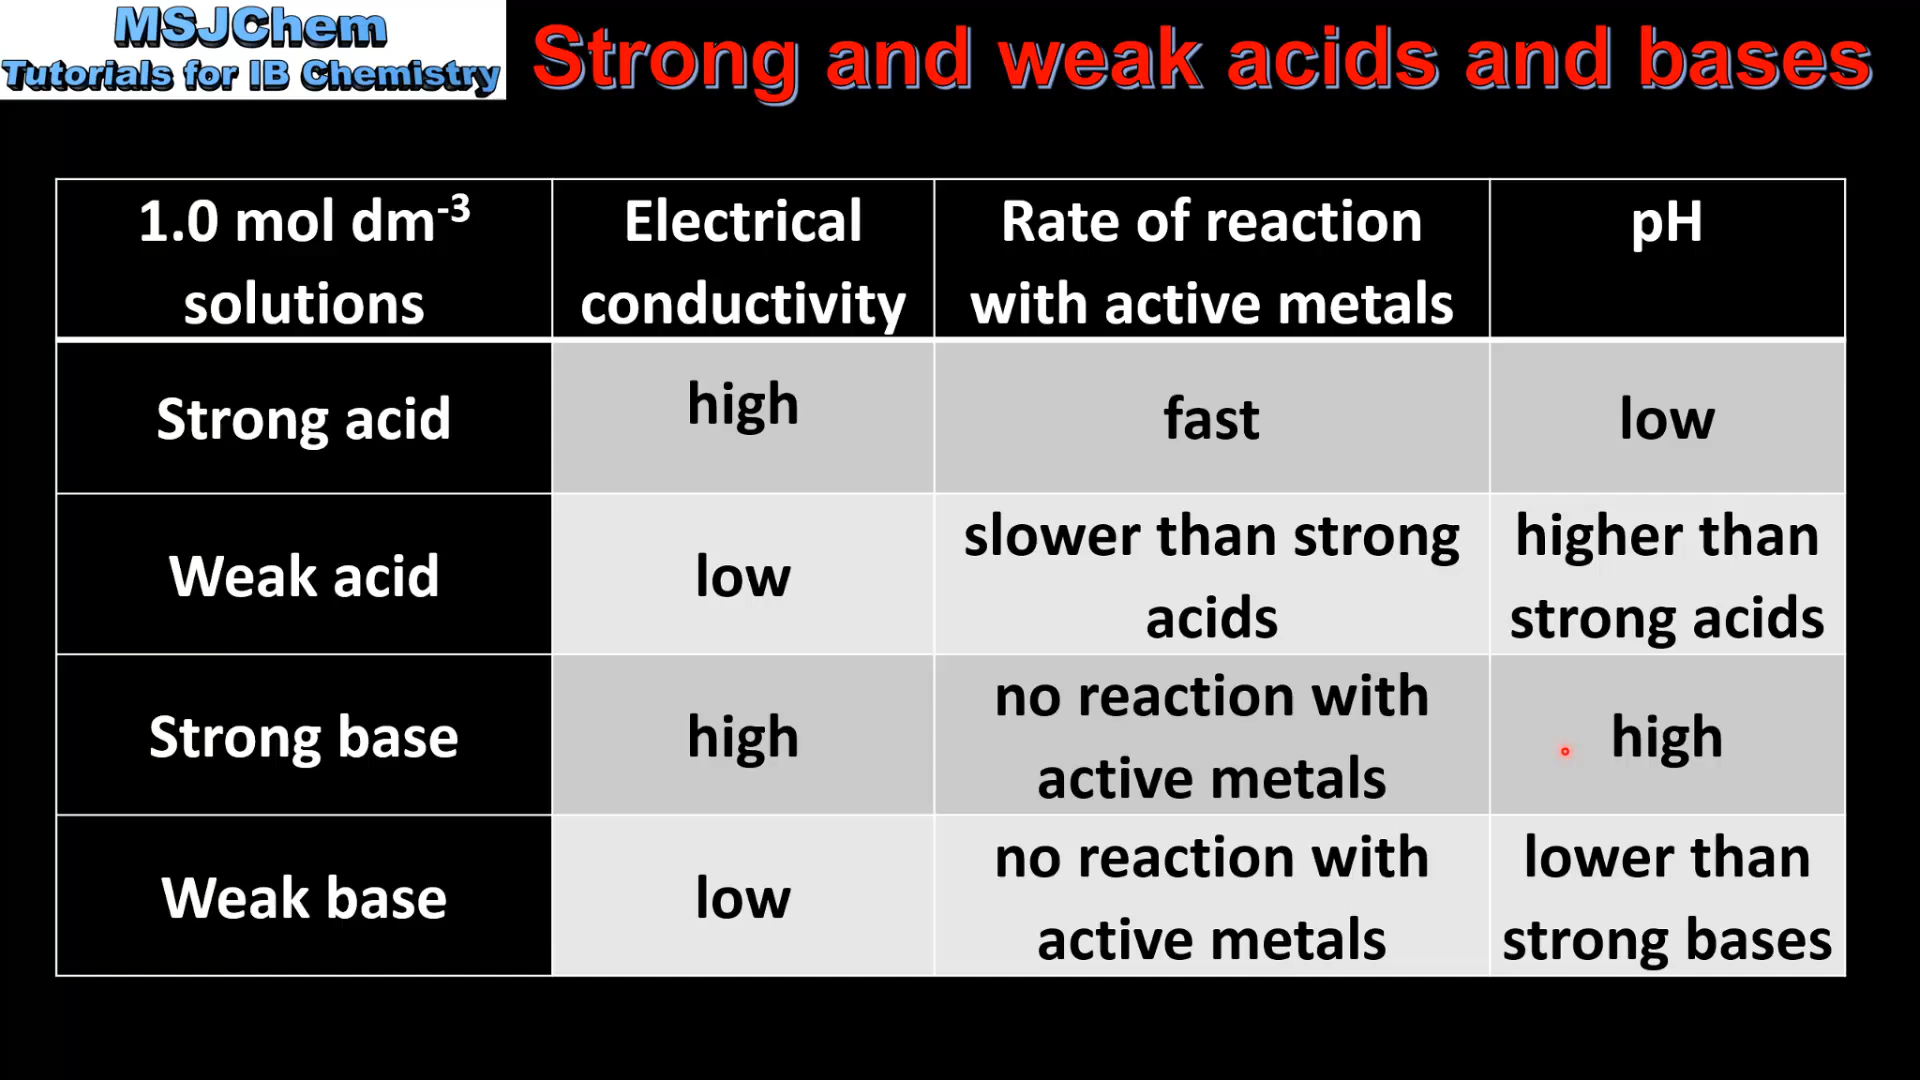 MSJChem
Tutorials for IB Chemistry
Strong and weak acids and bases
1.0 mol dm⁻³ solutions
Electrical conductivity
Rate of reaction with active metals
pH
Strong acid
high
fast
low
Weak acid
low
slower than strong acids
higher than strong acids
Strong base
high
no reaction with active metals
high
Weak base
low
no reaction with active metals
lower than strong bases